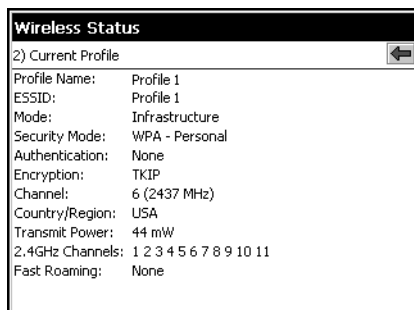 Wireless Status
2) Current Profile
Profile Name: Profile 1
ESSID: Profile 1
Mode: Infrastructure
Security Mode: WPA - Personal
Authentication: None
Encryption: TKIP
Channel: 6 (2437 MHz)
Country/Region: USA
Transmit Power: 44 mW
2.4GHz Channels: 1 2 3 4 5 6 7 8 9 10 11
Fast Roaming: None